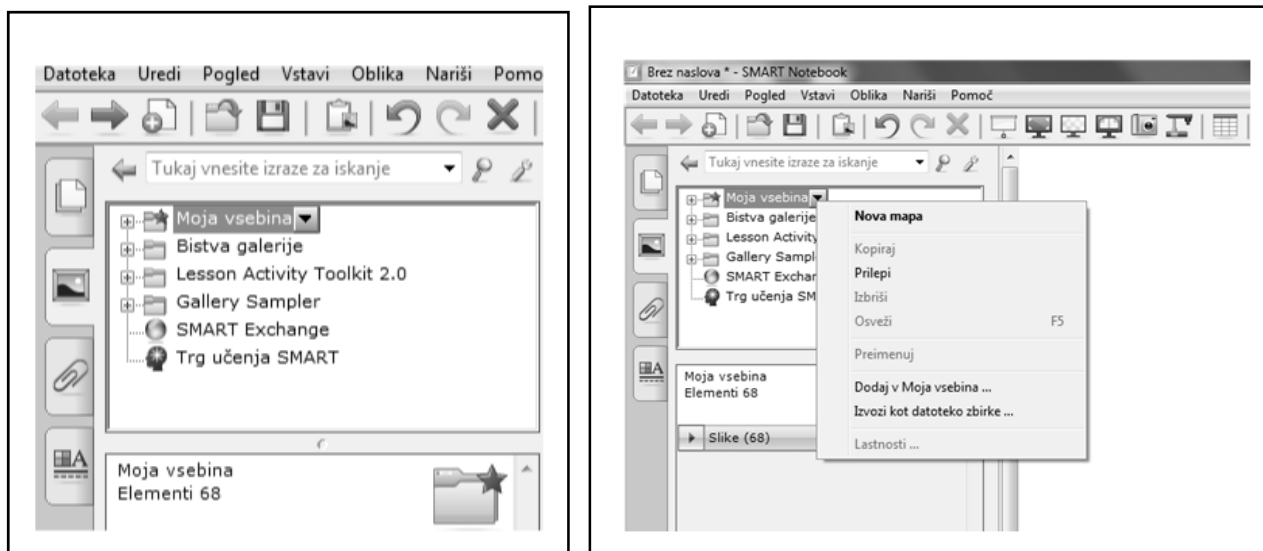 Datoteka Uredi Pogled Vstavi Oblika Nariši Pomo
Tukaj vnesite izraze za iskanje
Moja vsebina
Bistva galerije
Lesson Activity Toolkit 2.0
Gallery Sampler
SMART Exchange
Trg učenja SMART
Moja vsebina
Elementi 68
Brez naslova * - SMART Notebook
Datoteka Uredi Pogled Vstavi Oblika Nariši Pomoč
Tukaj vnesite izraze za iskanje
Moja vsebina
Bistva galerije
Lesson Activity
Gallery Sampl
SMART Exchar
Trg učenja SM
Nova mapa
Kopiraj
Prilepi
Izbriši
Osveži F5
Preimenuj
Dodaj v Moja vsebina ...
Izvozi kot datoteko zbirke ...
Lastnosti ...
Moja vsebina
Elementi 68
Slike (68)